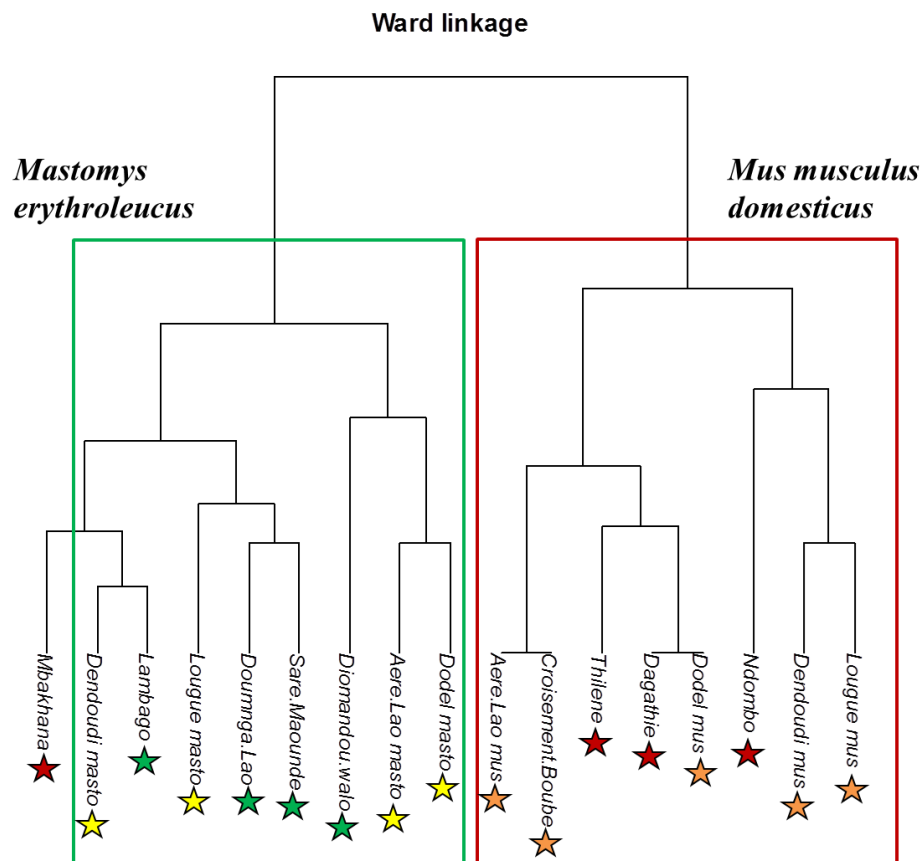 Ward linkage
Mastomys
erythroleucus
Mus musculus
domesticus
Mbakhana
Dendoudi masto
Lambago
Lougue masto
Doumnga.Lao
Sare.Maounde
Diomandou.walo
Aere.Lao masto
Dodel masto
Aere.Lao mus
Croisement.Boube
Thilene
Dagathie
Dodel mus
Ndombo
Dendoudi mus
Lougue mus